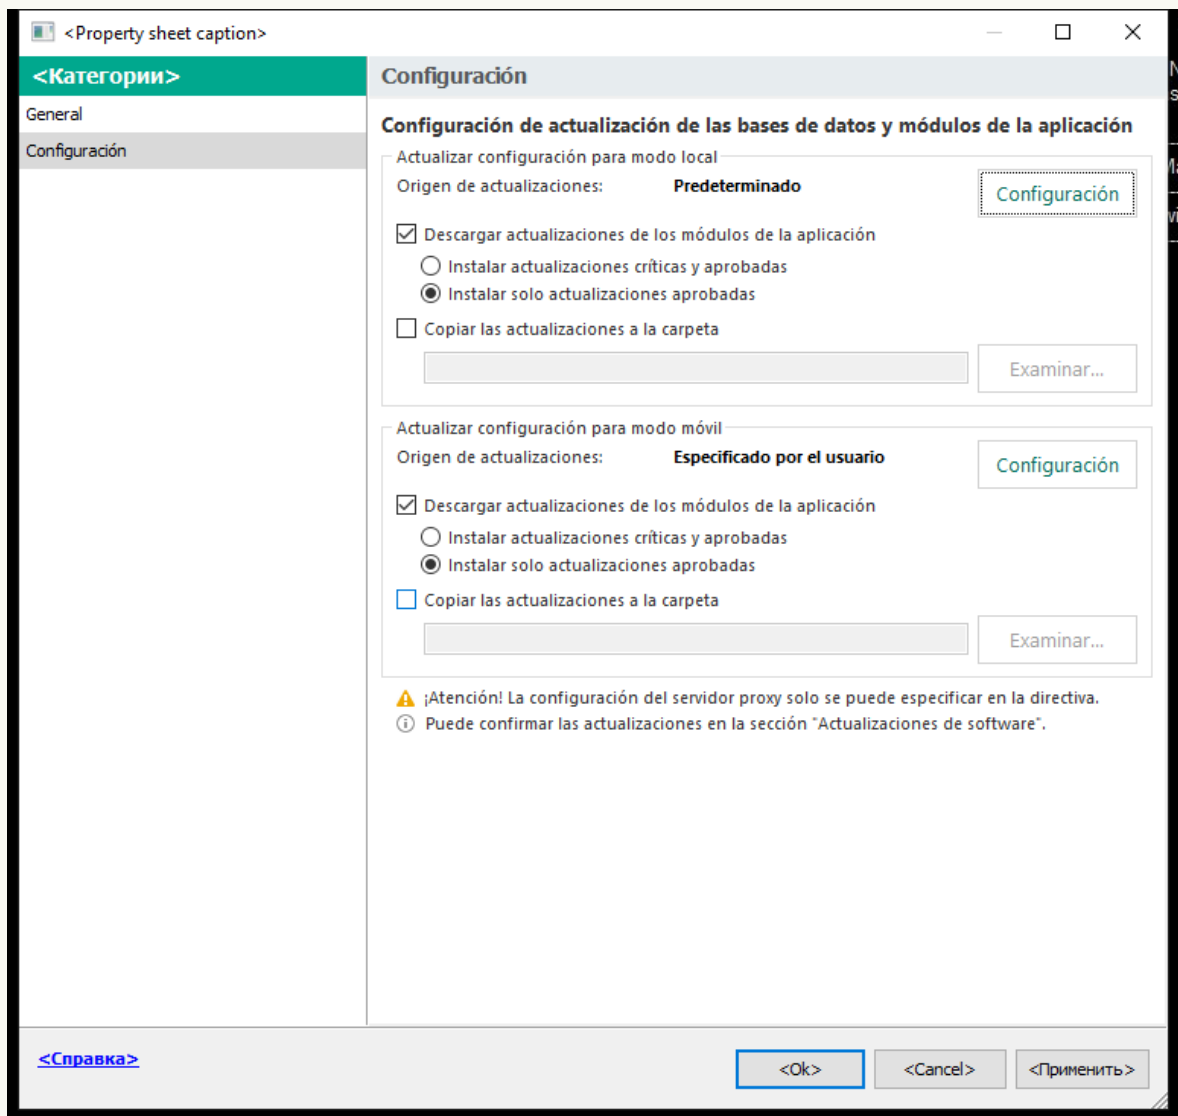 <Property sheet caption>
<Категории>
General
Configuración
Configuración
Configuración de actualización de las bases de datos y módulos de la aplicación
Actualizar configuración para modo local
Origen de actualizaciones: Predeterminado
Configuración
Descargar actualizaciones de los módulos de la aplicación
Instalar actualizaciones críticas y aprobadas
Instalar solo actualizaciones aprobadas
Copiar las actualizaciones a la carpeta
Examinar...
Actualizar configuración para modo móvil
Origen de actualizaciones: Especificado por el usuario
Configuración
Descargar actualizaciones de los módulos de la aplicación
Instalar actualizaciones críticas y aprobadas
Instalar solo actualizaciones aprobadas
Copiar las actualizaciones a la carpeta
Examinar...
¡Atención! La configuración del servidor proxy solo se puede especificar en la directiva.
Puede confirmar las actualizaciones en la sección "Actualizaciones de software".
<Справка>
<Ok> <Cancel> <Применить>